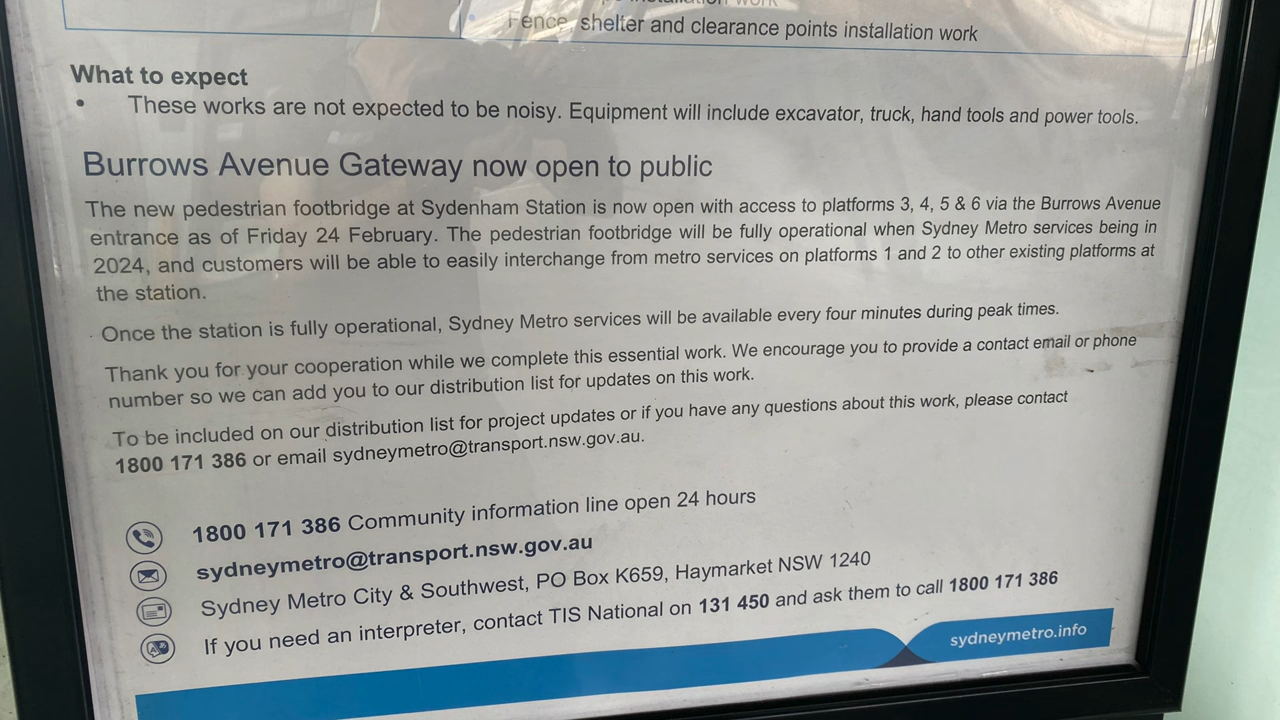 installation work
Fence, shelter and clearance points installation work
What to expect
• These works are not expected to be noisy. Equipment will include excavator, truck, hand tools and power tools.
Burrows Avenue Gateway now open to public
The new pedestrian footbridge at Sydenham Station is now open with access to platforms 3, 4, 5 & 6 via the Burrows Avenue
entrance as of Friday 24 February. The pedestrian footbridge will be fully operational when Sydney Metro services being in
2024, and customers will be able to easily interchange from metro services on platforms 1 and 2 to other existing platforms at
the station.
Once the station is fully operational, Sydney Metro services will be available every four minutes during peak times.
Thank you for your cooperation while we complete this essential work. We encourage you to provide a contact email or phone
number so we can add you to our distribution list for updates on this work.
To be included on our distribution list for project updates or if you have any questions about this work, please contact
1800 171 386 or email sydneymetro@transport.nsw.gov.au.
1800 171 386 Community information line open 24 hours
sydneymetro@transport.nsw.gov.au
Sydney Metro City & Southwest, PO Box K659, Haymarket NSW 1240
If you need an interpreter, contact TIS National on 131 450 and ask them to call 1800 171 386
sydneymetro.info